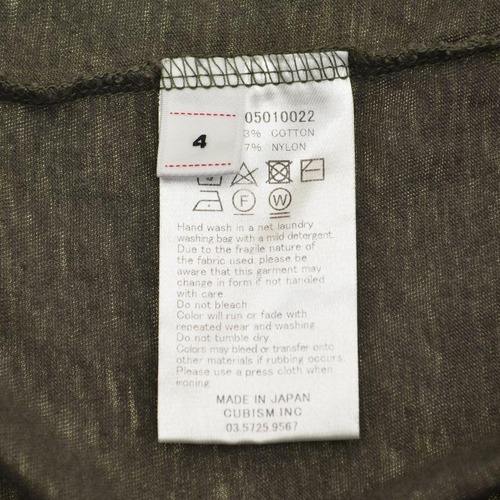 4
05010022
3% COTTON
7% NYLON
F W
Hand wash in a net laundry
washing bag with a mild detergent.
Due to the fragile nature of
the fabric used, please be
aware that this garment may
change in form if not handled
with care.
Do not bleach.
Color will run or fade with
repeated wear and washing.
Do not tumble dry.
Colors may bleed or transfer onto
other materials if rubbing occurs.
Please use a press cloth when
ironing.
MADE IN JAPAN
CUBISM.INC
03.5725.9567